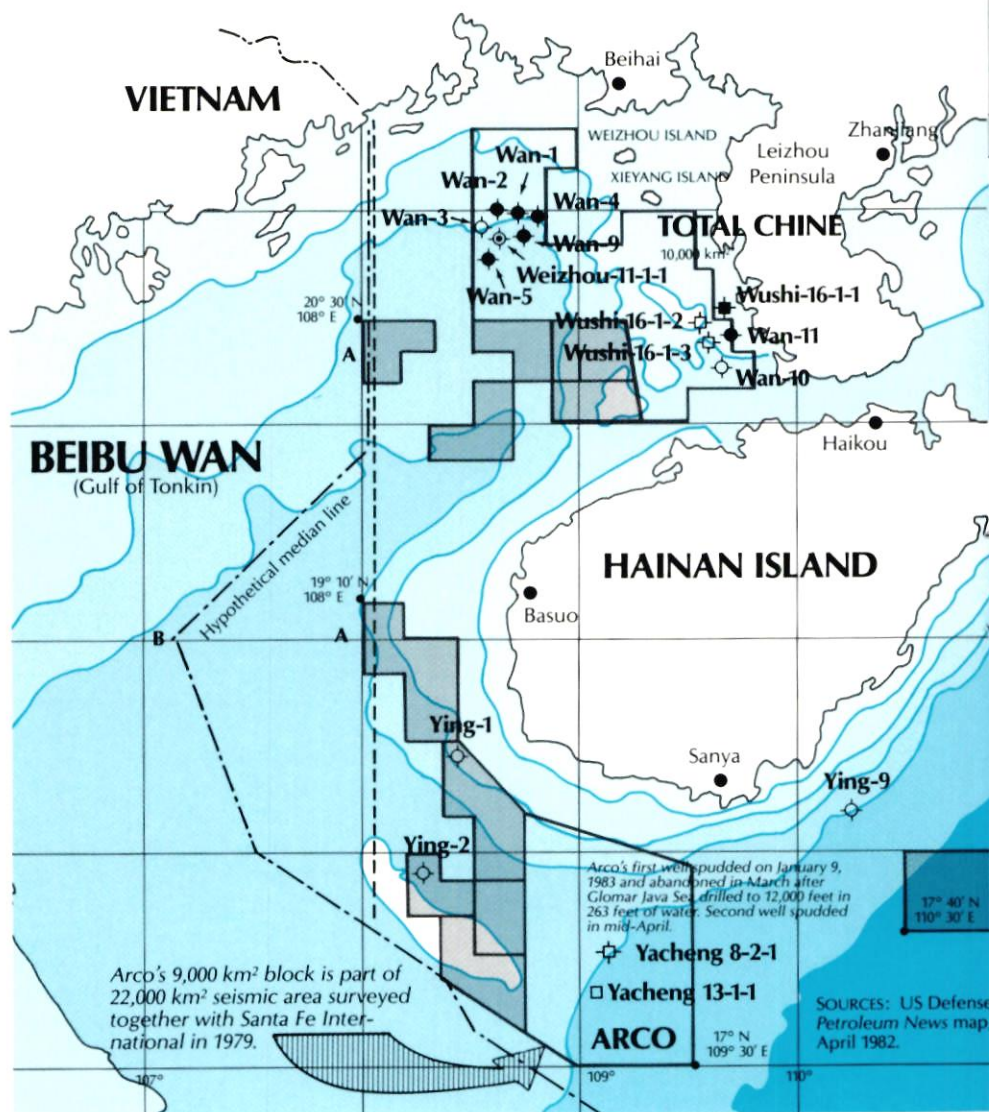 Beihai
VIETNAM
WEIZHOU ISLAND
Zhanjiang
Wan-1
Leizhou
Peninsula
Wan-2
XIEYANG ISLAND
Wan-4
Wan-3
TOTAL CHINE
Wan-9
10,000 km²
Weizhou-11-1-1
Wan-5
Wushi-16-1-1
20° 30′ N
108° E
Wushi-16-1-2
Wan-11
A
Wushi-16-1-3
Wan-10
Haikou
BEIBU WAN
(Gulf of Tonkin)
Hypothetical median line
HAINAN ISLAND
19° 10′ N
108° E
Basuo
B
A
Ying-1
Sanya
Ying-9
Ying-2
Arco's first well spudded on January 9,
1983 and abandoned in March after
Glomar Java Sea drilled to 12,000 feet in
263 feet of water. Second well spudded
in mid-April.
17° 40′ N
110° 30′ E
Yacheng 8-2-1
Arco's 9,000 km² block is part of
22,000 km² seismic area surveyed
together with Santa Fe Inter-
national in 1979.
Yacheng 13-1-1
SOURCES: US Defense
Petroleum News map
April 1982.
ARCO
17° N
109° 30′ E
107°
109°
110°